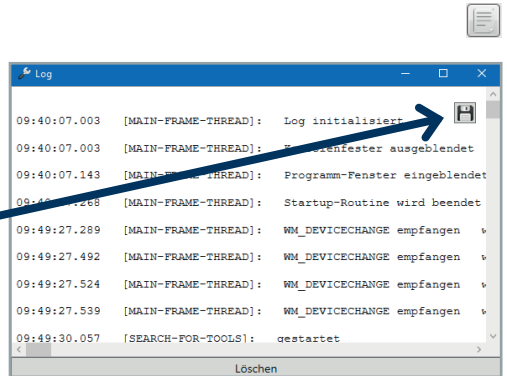 Log
09:40:07.003 [MAIN-FRAME-THREAD]: Log initialisiert
09:40:07.003 [MAIN-FRAME-THREAD]: ausgeblendet
09:40:07.143 [MAIN-FRAME-THREAD]: Programm-Fenster eingeblendet
[MAIN-FRAME-THREAD]: Startup-Routine wird beendet
09:49:27.289 [MAIN-FRAME-THREAD]: WM_DEVICECHANGE empfangen
09:49:27.492 [MAIN-FRAME-THREAD]: WM_DEVICECHANGE empfangen
09:49:27.524 [MAIN-FRAME-THREAD]: WM_DEVICECHANGE empfangen
09:49:27.539 [MAIN-FRAME-THREAD]: WM_DEVICECHANGE empfangen
09:49:30.057 [SEARCH-FOR-TOOLS]: gestartet
Löschen